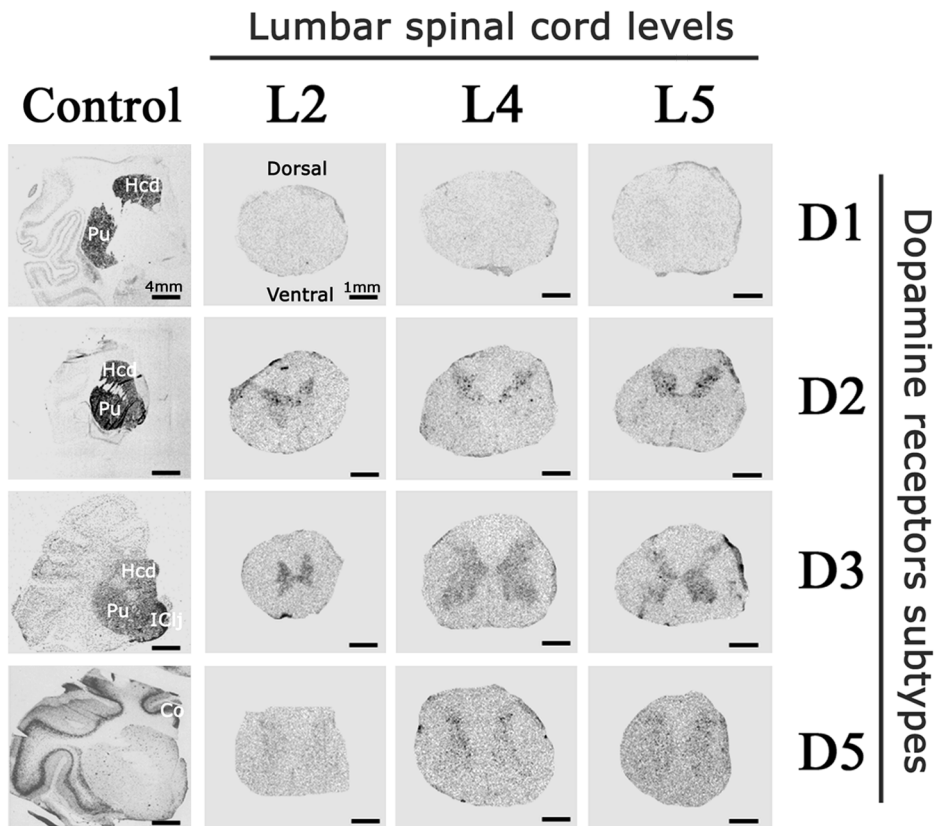 Lumbar spinal cord levels
Control
L2
L4
L5
Hcd
Pu
4mm
Dorsal
Ventral
1mm
D1
Hcd
Pu
D2
Hcd
Pu
IClj
D3
Co
D5
Dopamine receptors subtypes